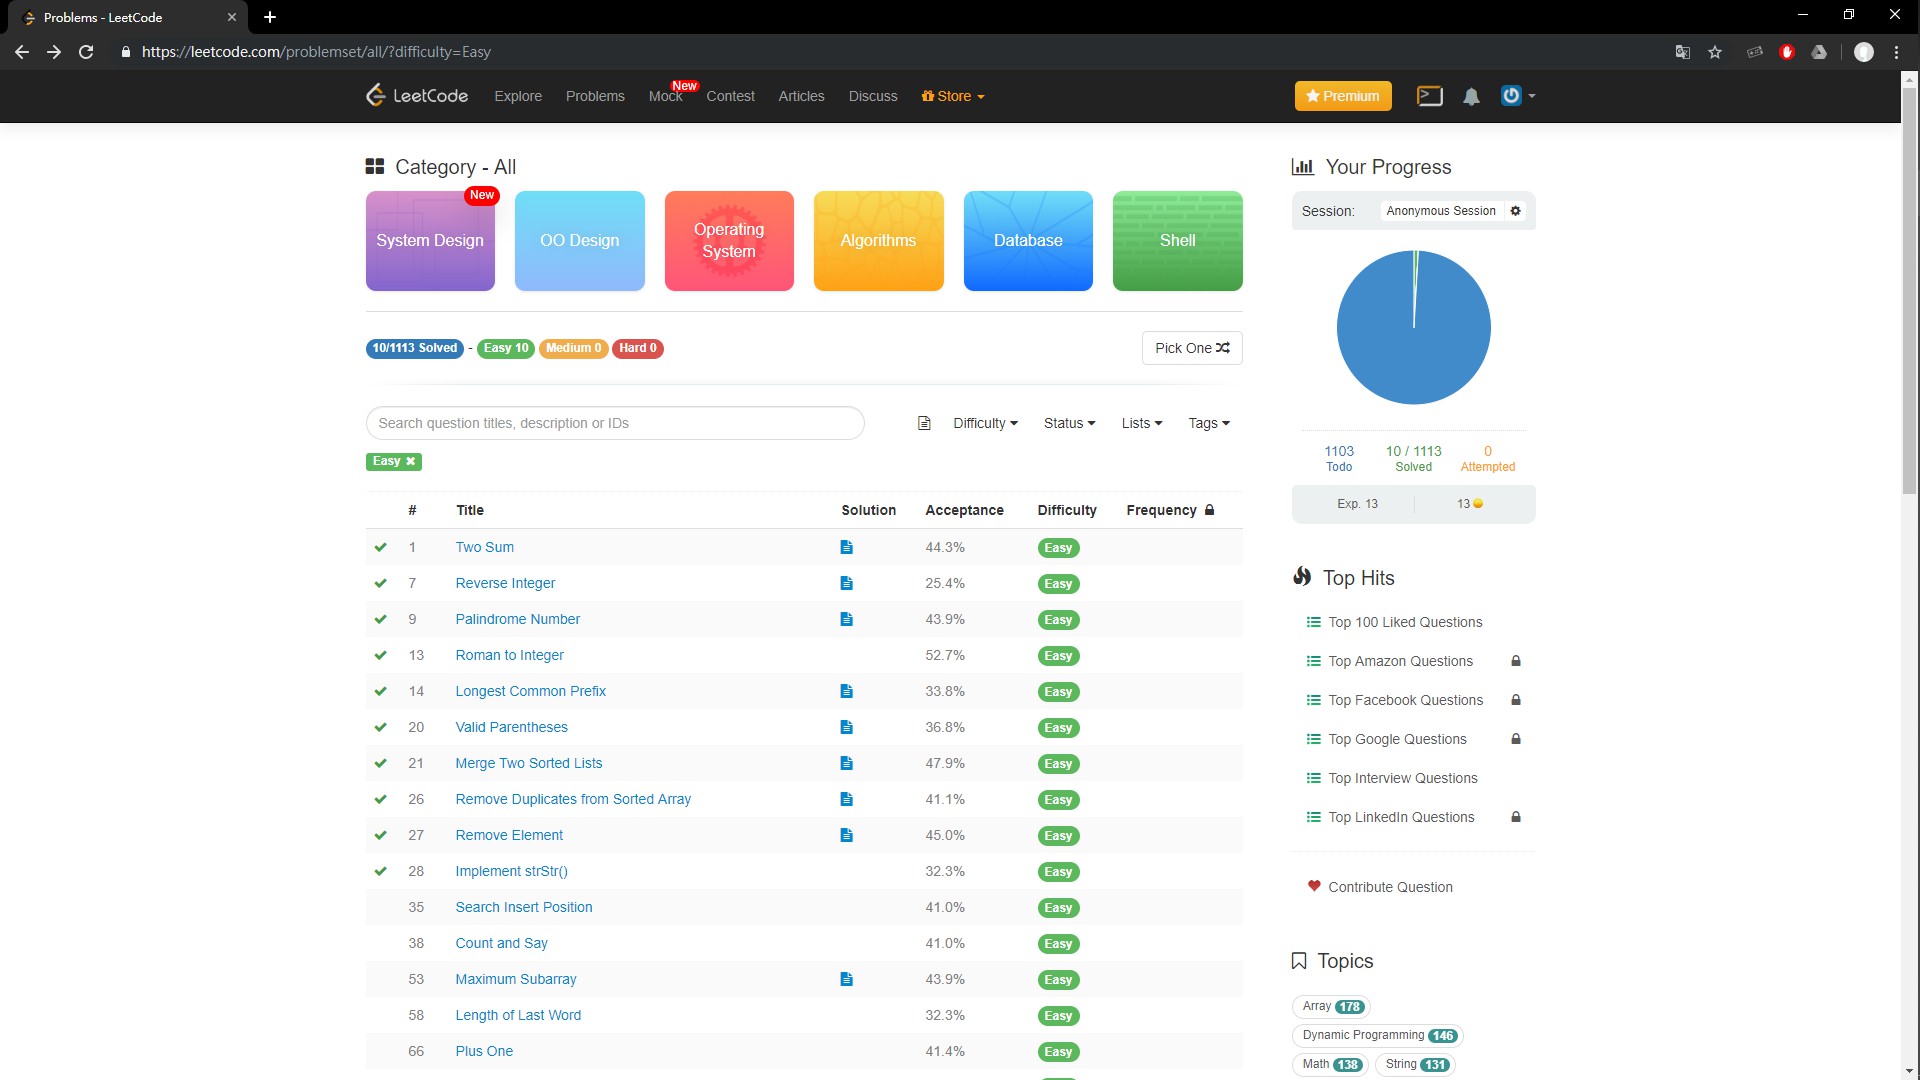 Problems - LeetCode
https://leetcode.com/problemset/all/?difficulty=Easy
LeetCode Explore Problems Mock New Contest Articles Discuss Store Premium
Category - All
New
System Design
OO Design
Operating
System
Algorithms
Database
Shell
10/1113 Solved - Easy 10 Medium 0 Hard 0
Pick One
Search question titles, description or IDs
Difficulty Status Lists Tags
Easy
# Title Solution Acceptance Difficulty Frequency
1 Two Sum 44.3% Easy
7 Reverse Integer 25.4% Easy
9 Palindrome Number 43.9% Easy
13 Roman to Integer 52.7% Easy
14 Longest Common Prefix 33.8% Easy
20 Valid Parentheses 36.8% Easy
21 Merge Two Sorted Lists 47.9% Easy
26 Remove Duplicates from Sorted Array 41.1% Easy
27 Remove Element 45.0% Easy
28 Implement strStr() 32.3% Easy
35 Search Insert Position 41.0% Easy
38 Count and Say 41.0% Easy
53 Maximum Subarray 43.9% Easy
58 Length of Last Word 32.3% Easy
66 Plus One 41.4% Easy
Your Progress
Session: Anonymous Session
1103 10 / 1113 0
Todo Solved Attempted
Exp. 13 13
Top Hits
Top 100 Liked Questions
Top Amazon Questions
Top Facebook Questions
Top Google Questions
Top Interview Questions
Top LinkedIn Questions
Contribute Question
Topics
Array 178
Dynamic Programming 146
Math 138 String 131